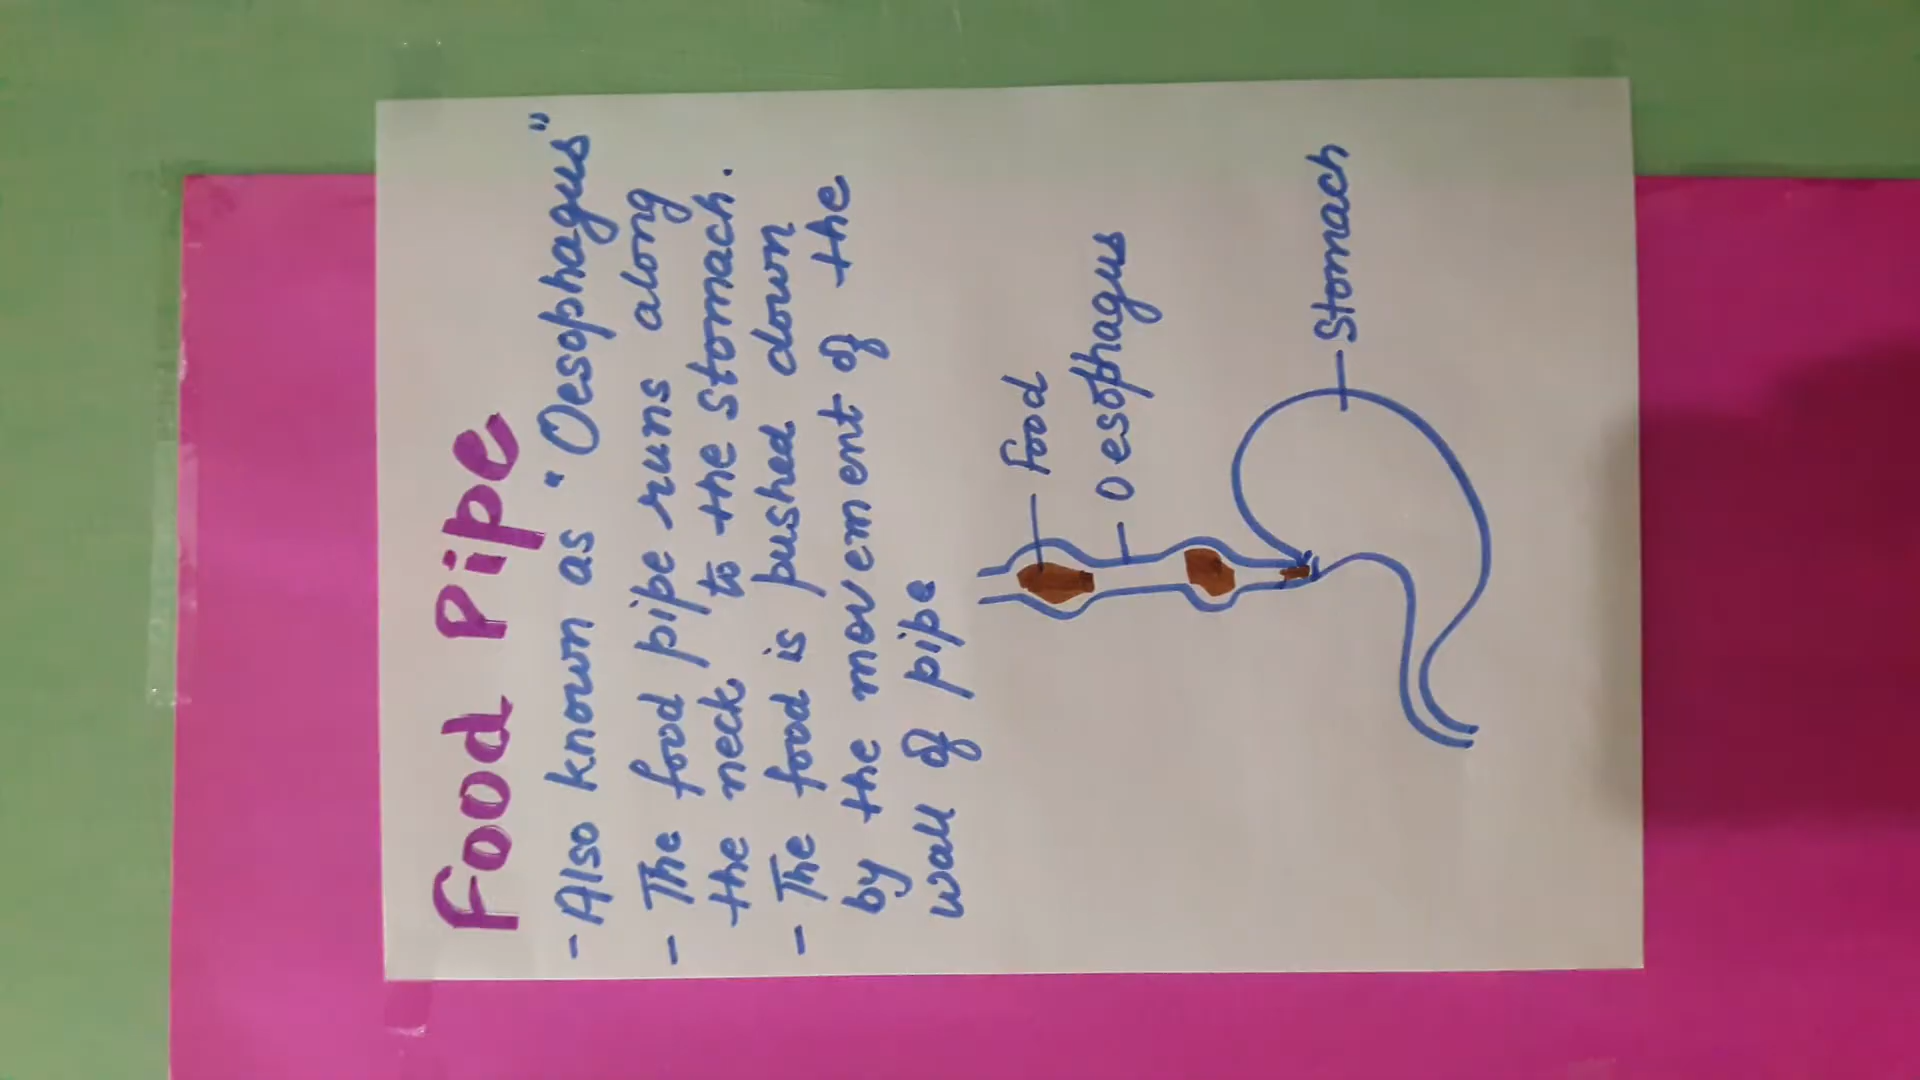 Food Pipe
- Also known as "Oesophagus"
- The food pipe runs along
the neck to the stomach.
- The food is pushed down
by the movement of the
wall of pipe
Food
Oesophagus
Stomach